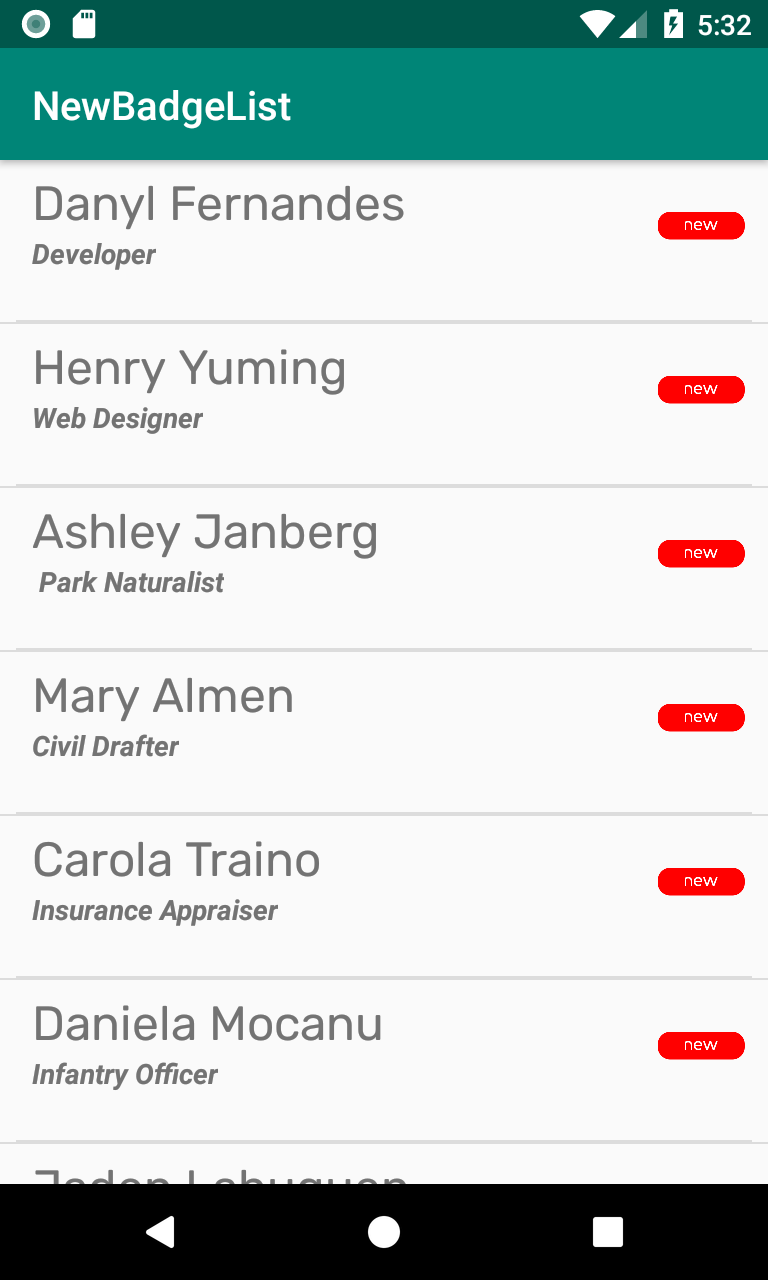 5:32
NewBadgeList
Danyl Fernandes
new
Developer
Henry Yuming
new
Web Designer
Ashley Janberg
new
Park Naturalist
Mary Almen
new
Civil Drafter
Carola Traino
new
Insurance Appraiser
Daniela Mocanu
new
Infantry Officer